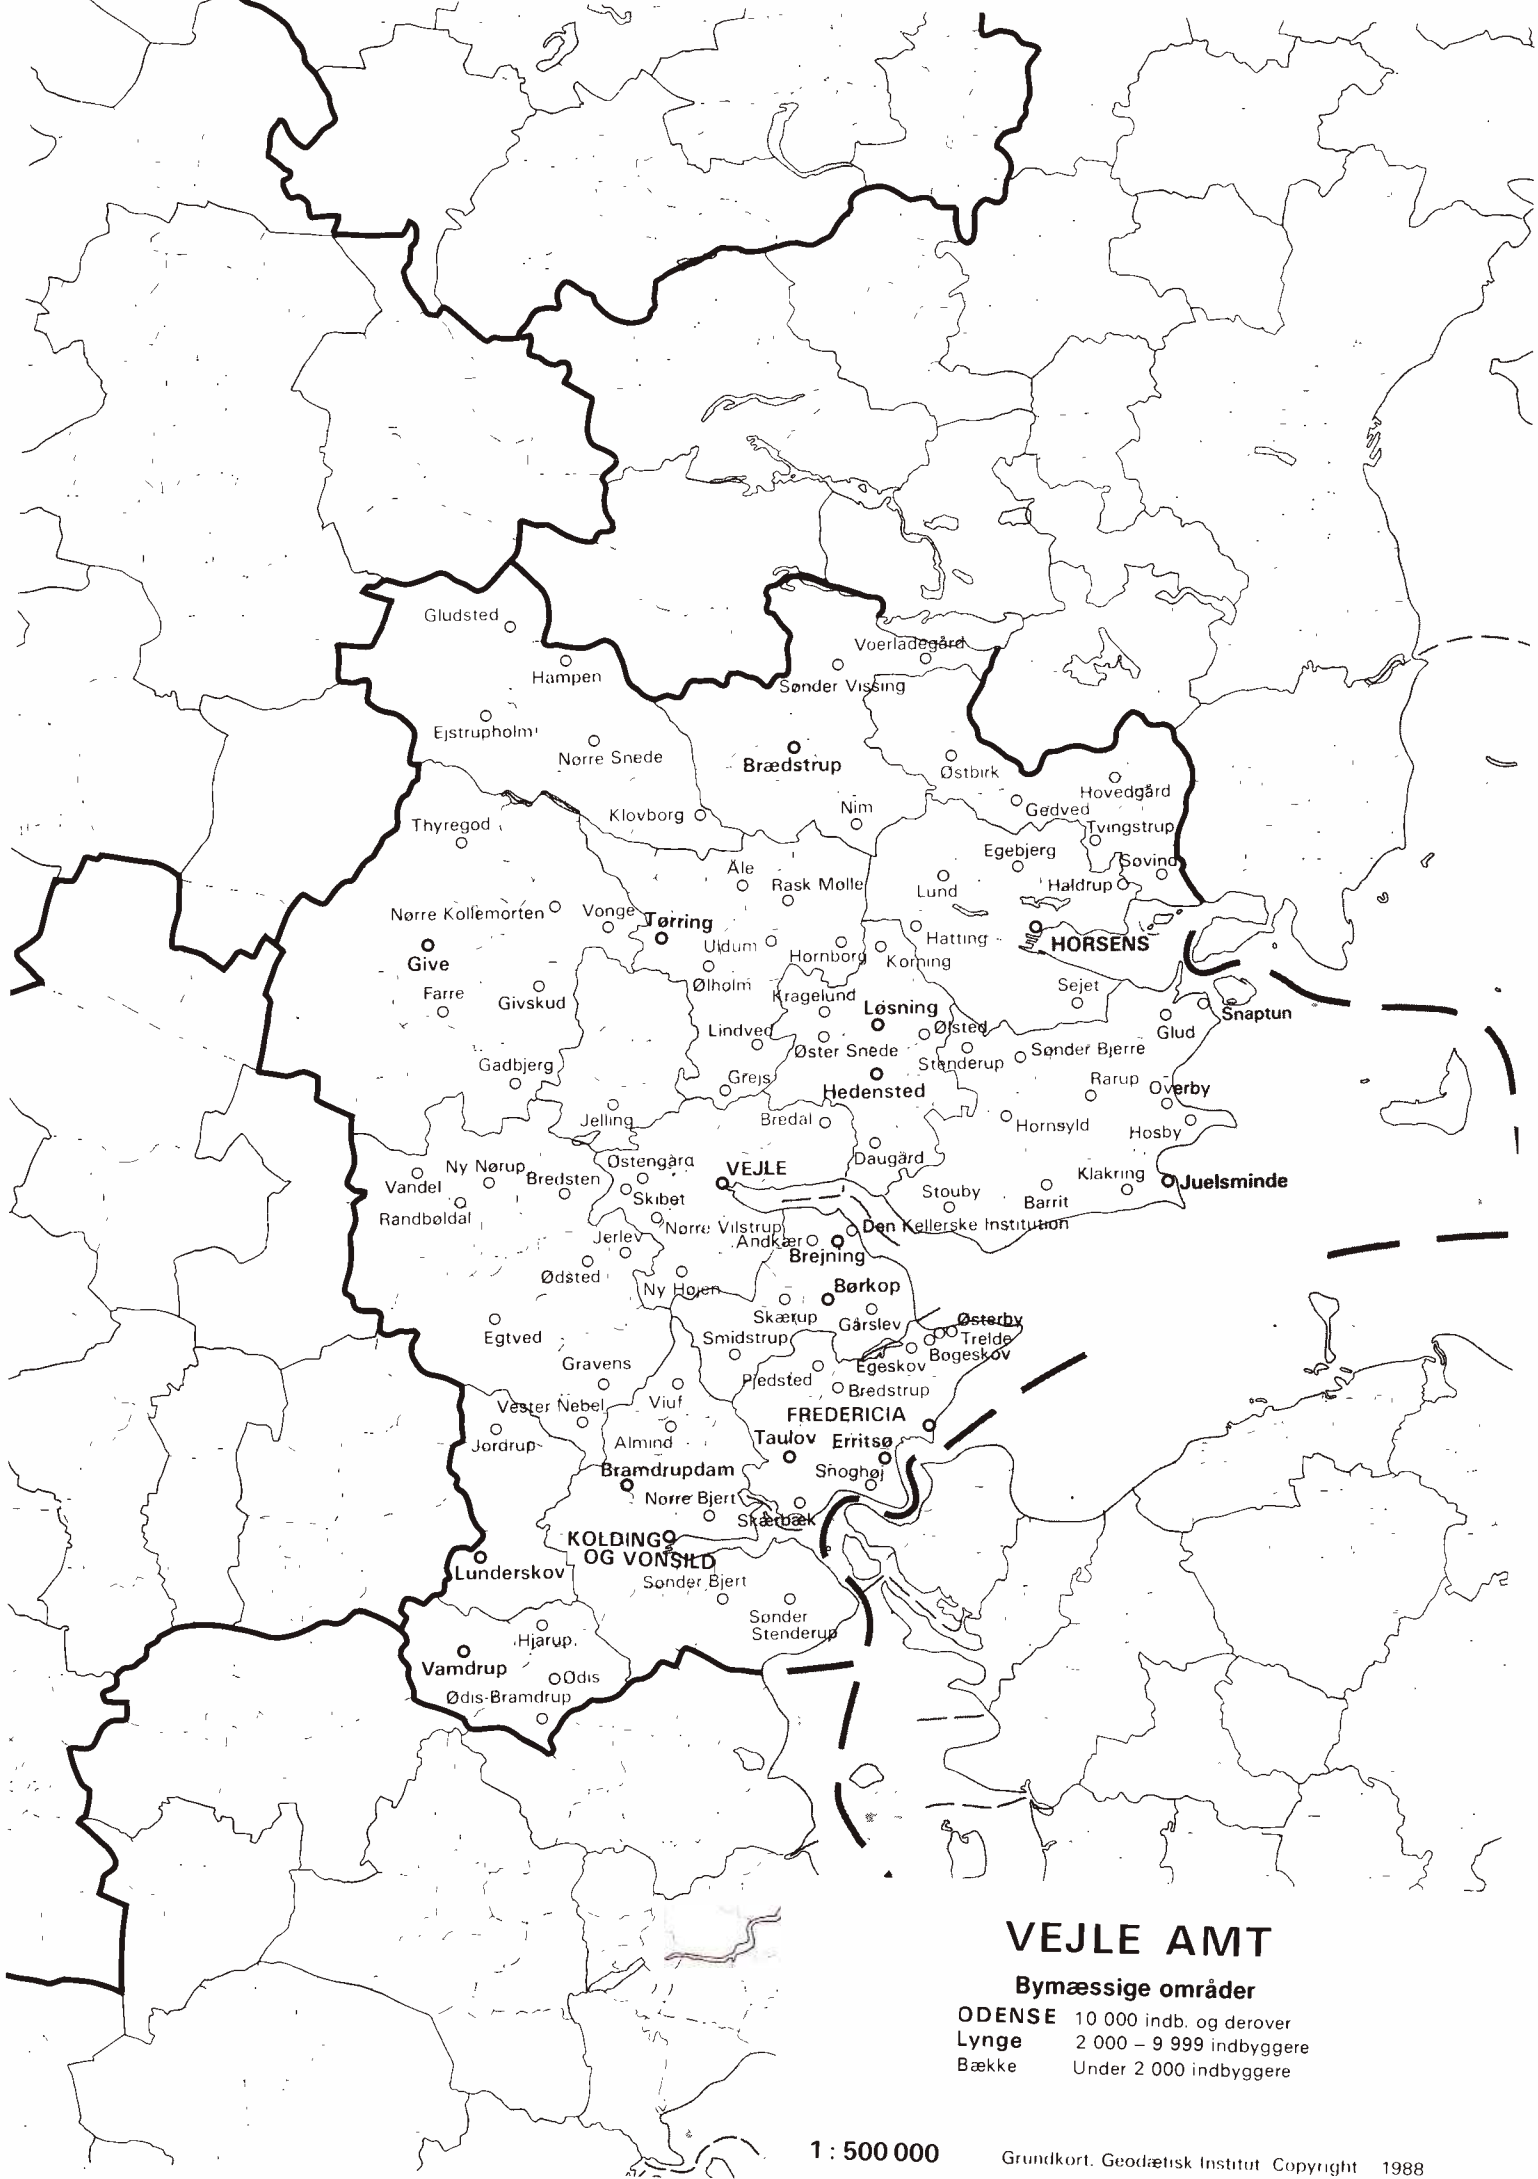 Gludsted
Hampen
Voerladegård
Sønder Vissing
Ejstrupholm
Nørre Snede
Brædstrup
Østbirk
Hovedgård
Gedved
Klovborg
Nim
Thyregod
Tvingstrup
Egebjerg
Søvind
Åle
Rask Mølle
Lund
Haldrup
Nørre Kollemorten
Vonge
Tørring
Uldum
Hornborg
Korning
Hatting
HORSENS
Give
Ølholm
Farre
Givskud
Kragelund
Løsning
Sejet
Snaptun
Glud
Lindved
Ølsted
Øster Snede
Stenderup
Sønder Bjerre
Gadbjerg
Grejs
Hedensted
Rarup
Overby
Jelling
Bredal
Hornsyld
Hosby
Daugård
Ny Nørup
Bredsten
Østengård
VEJLE
Klakring
Juelsminde
Vandel
Skibet
Stouby
Barrit
Randbøldal
Nørre Vilstrup
Den Kellerske Institution
Jerlev
Andkær
Brejning
Ødsted
Ny Højen
Børkop
Skærup
Gårslev
Østerby
Egtved
Smidstrup
Trelde
Bøgeskov
Egeskov
Gravens
Pjedsted
Bredstrup
Vester Nebel
Viuf
FREDERICIA
Jordrup
Almind
Taulov
Erritsø
Bramdrupdam
Snoghøj
Nørre Bjert
Skærbæk
KOLDING
OG VONSILD
Lunderskov
Sønder Bjert
Sønder
Stenderup
Hjarup
Vamdrup
Ødis
Ødis-Bramdrup
VEJLE AMT
Bymæssige områder
ODENSE 10 000 indb. og derover
Lynge 2 000 – 9 999 indbyggere
Bække Under 2 000 indbyggere
1 : 500 000
Grundkort. Geodætisk Institut Copyright 1988